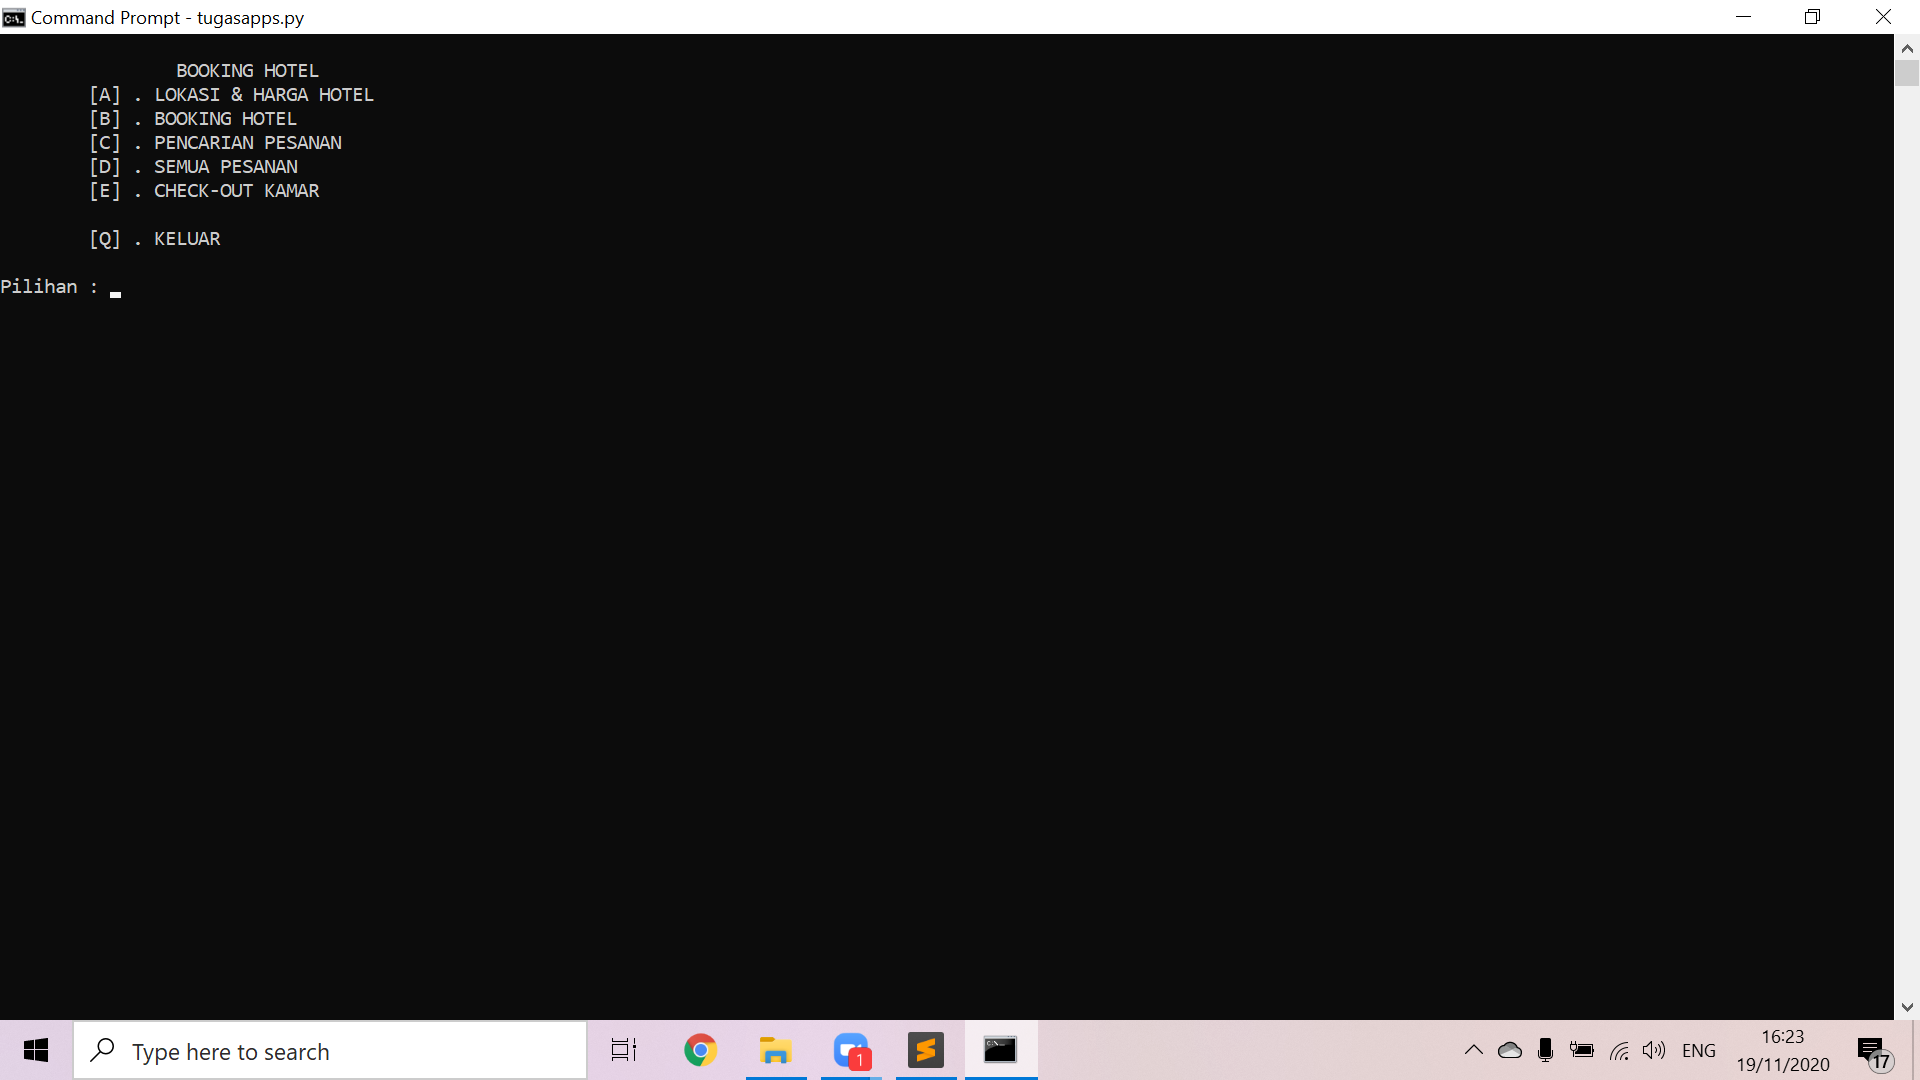 Command Prompt - tugasapps.py
BOOKING HOTEL
[A] . LOKASI & HARGA HOTEL
[B] . BOOKING HOTEL
[C] . PENCARIAN PESANAN
[D] . SEMUA PESANAN
[E] . CHECK-OUT KAMAR
[Q] . KELUAR
Pilihan :
Type here to search
1
ENG
16:23
19/11/2020
17